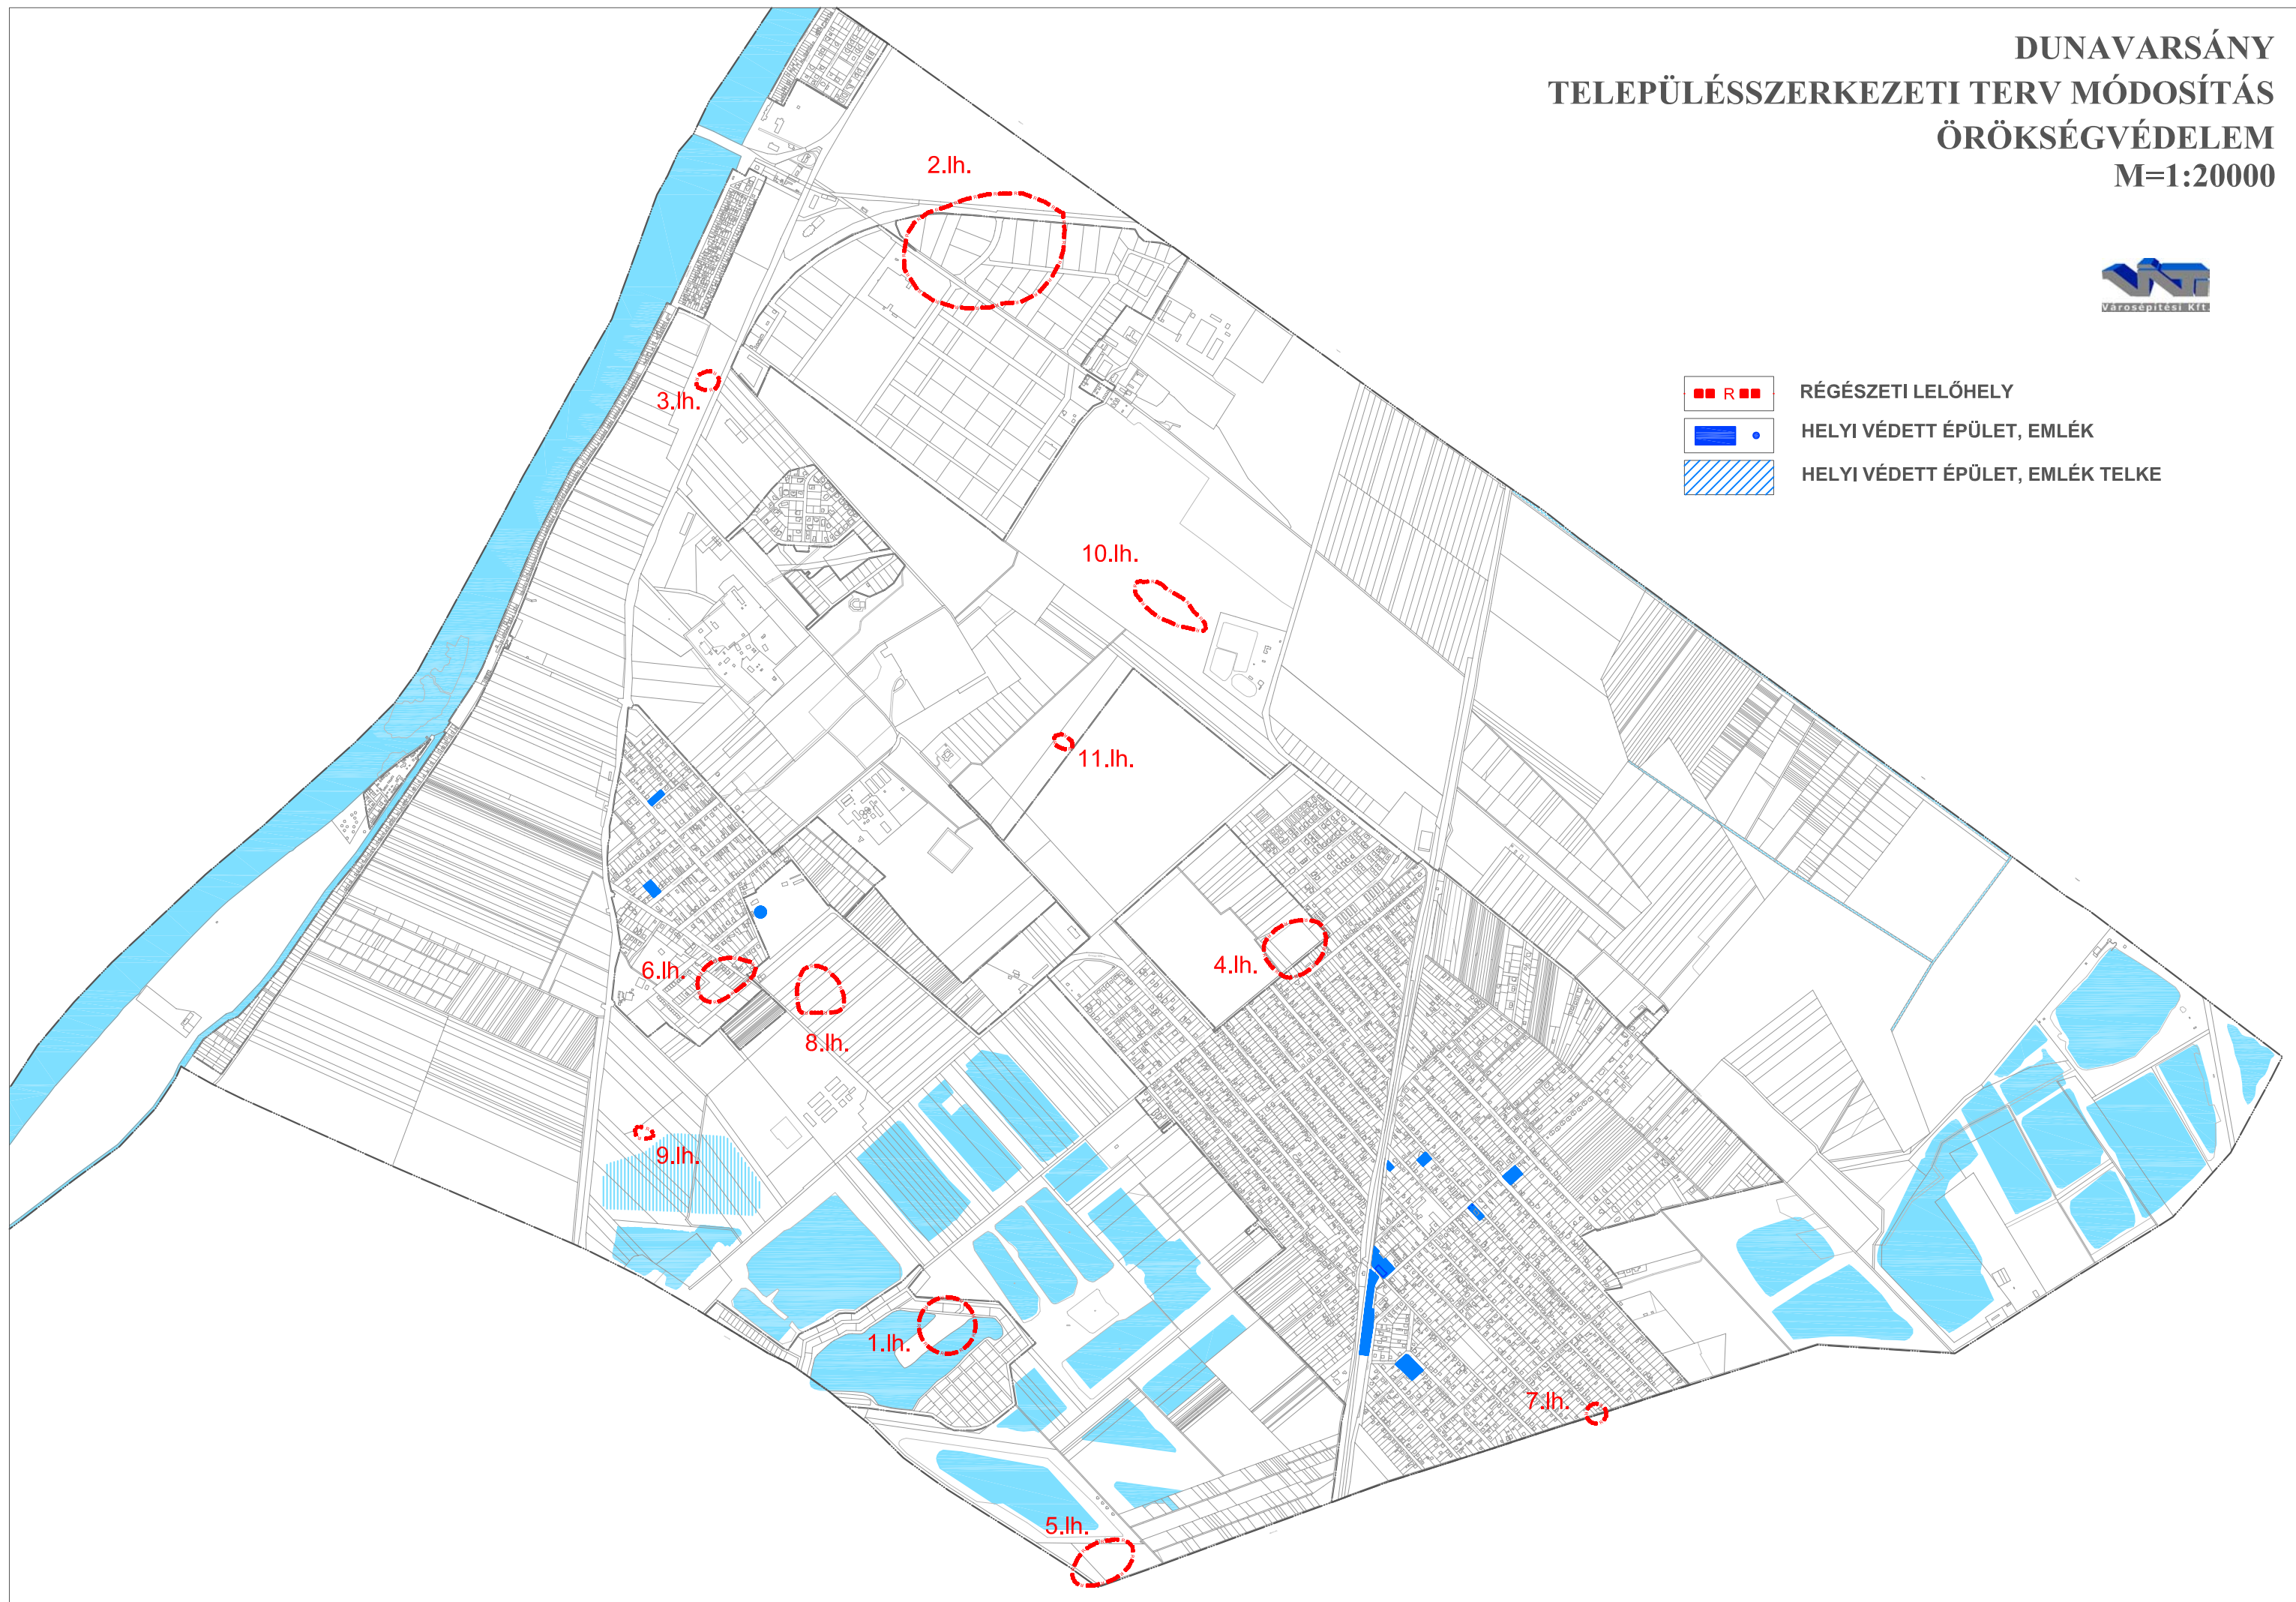 DUNAVARSÁNY
TELEPÜLÉSSZERKEZETI TERV MÓDOSÍTÁS
ÖRÖKSÉGVÉDELEM
M=1:20000
VÁTI
Városépítési Kft.
R RÉGÉSZETI LELŐHELY
HELYI VÉDETT ÉPÜLET, EMLÉK
HELYI VÉDETT ÉPÜLET, EMLÉK TELKE
2.lh.
3.lh.
10.lh.
11.lh.
4.lh.
6.lh.
8.lh.
9.lh.
1.lh.
7.lh.
5.lh.